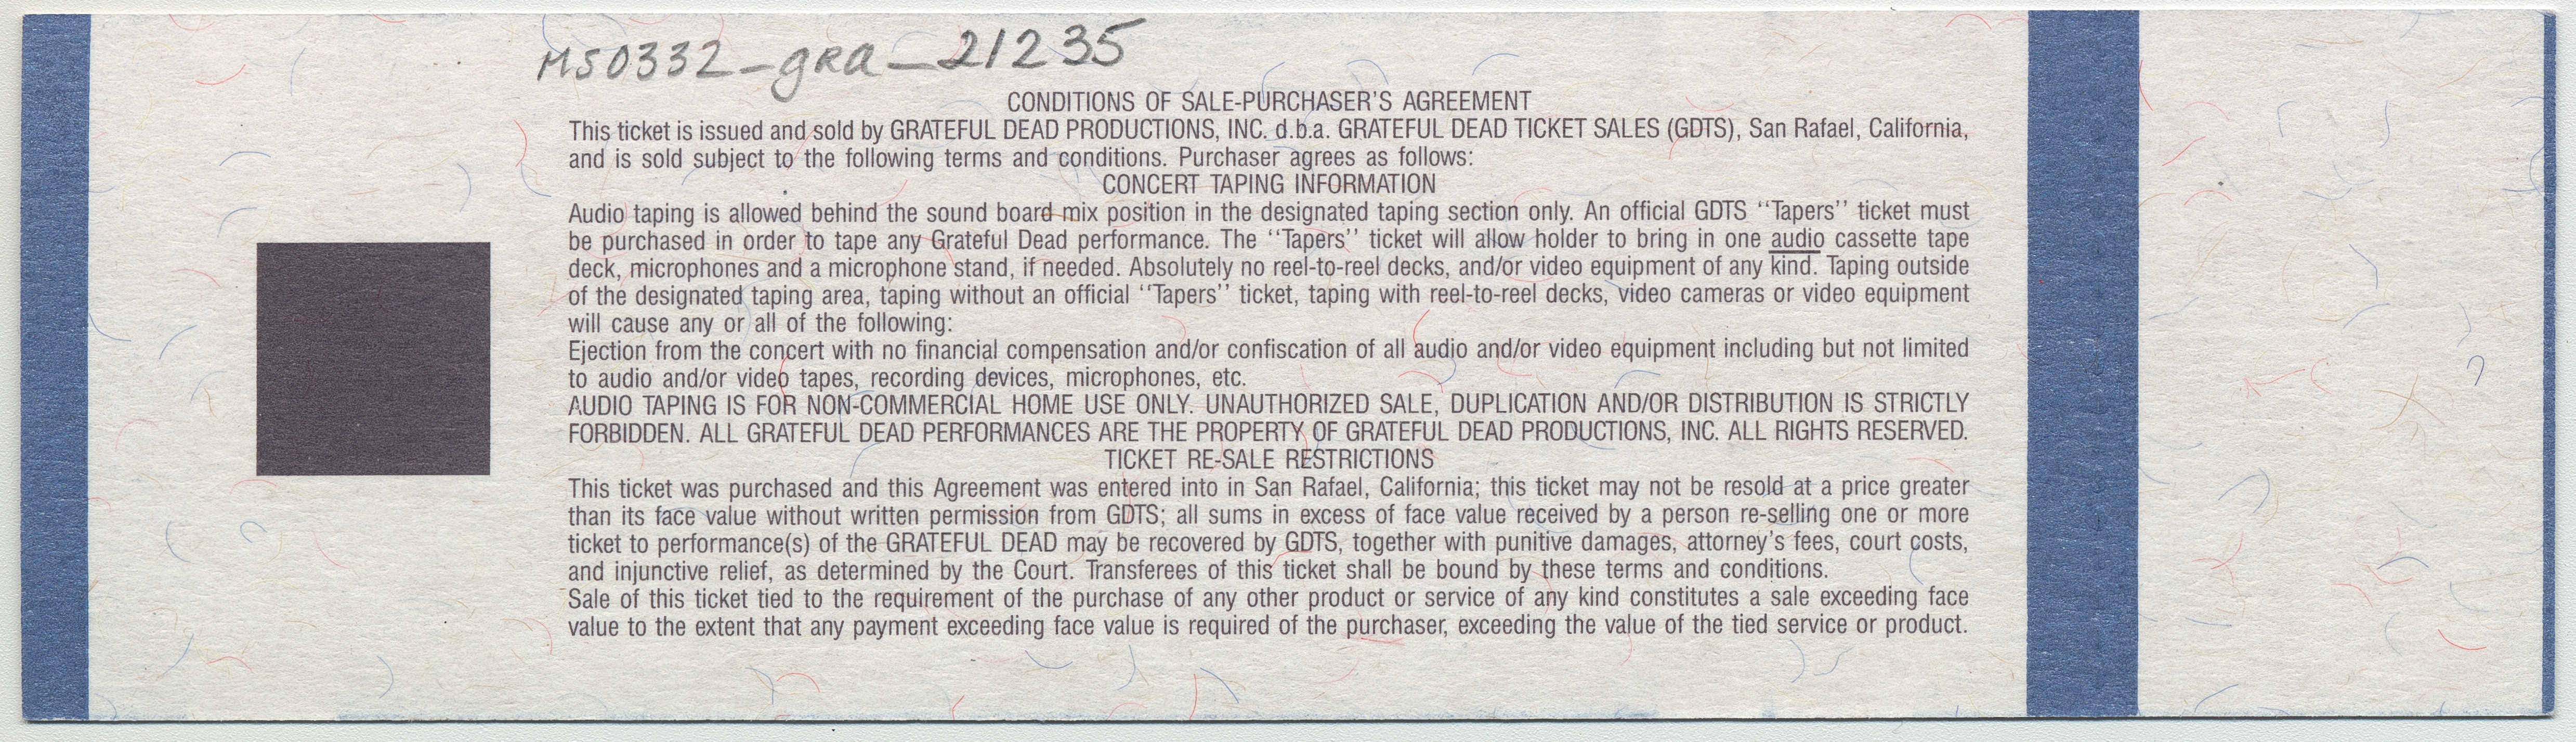 MS0332-gRa-21235
CONDITIONS OF SALE-PURCHASER'S AGREEMENT
This ticket is issued and sold by GRATEFUL DEAD PRODUCTIONS, INC. d.b.a. GRATEFUL DEAD TICKET SALES (GDTS), San Rafael, California,
and is sold subject to the following terms and conditions. Purchaser agrees as follows:
CONCERT TAPING INFORMATION
Audio taping is allowed behind the sound board mix position in the designated taping section only. An official GDTS "Tapers" ticket must
be purchased in order to tape any Grateful Dead performance. The "Tapers" ticket will allow holder to bring in one audio cassette tape
deck, microphones and a microphone stand, if needed. Absolutely no reel-to-reel decks, and/or video equipment of any kind. Taping outside
of the designated taping area, taping without an official "Tapers" ticket, taping with reel-to-reel decks, video cameras or video equipment
will cause any or all of the following:
Ejection from the concert with no financial compensation and/or confiscation of all audio and/or video equipment including but not limited
to audio and/or video tapes, recording devices, microphones, etc.
AUDIO TAPING IS FOR NON-COMMERCIAL HOME USE ONLY. UNAUTHORIZED SALE, DUPLICATION AND/OR DISTRIBUTION IS STRICTLY
FORBIDDEN. ALL GRATEFUL DEAD PERFORMANCES ARE THE PROPERTY OF GRATEFUL DEAD PRODUCTIONS, INC. ALL RIGHTS RESERVED.
TICKET RE-SALE RESTRICTIONS
This ticket was purchased and this Agreement was entered into in San Rafael, California; this ticket may not be resold at a price greater
than its face value without written permission from GDTS; all sums in excess of face value received by a person re-selling one or more
ticket to performance(s) of the GRATEFUL DEAD may be recovered by GDTS, together with punitive damages, attorney's fees, court costs,
and injunctive relief, as determined by the Court. Transferees of this ticket shall be bound by these terms and conditions.
Sale of this ticket tied to the requirement of the purchase of any other product or service of any kind constitutes a sale exceeding face
value to the extent that any payment exceeding face value is required of the purchaser, exceeding the value of the tied service or product.